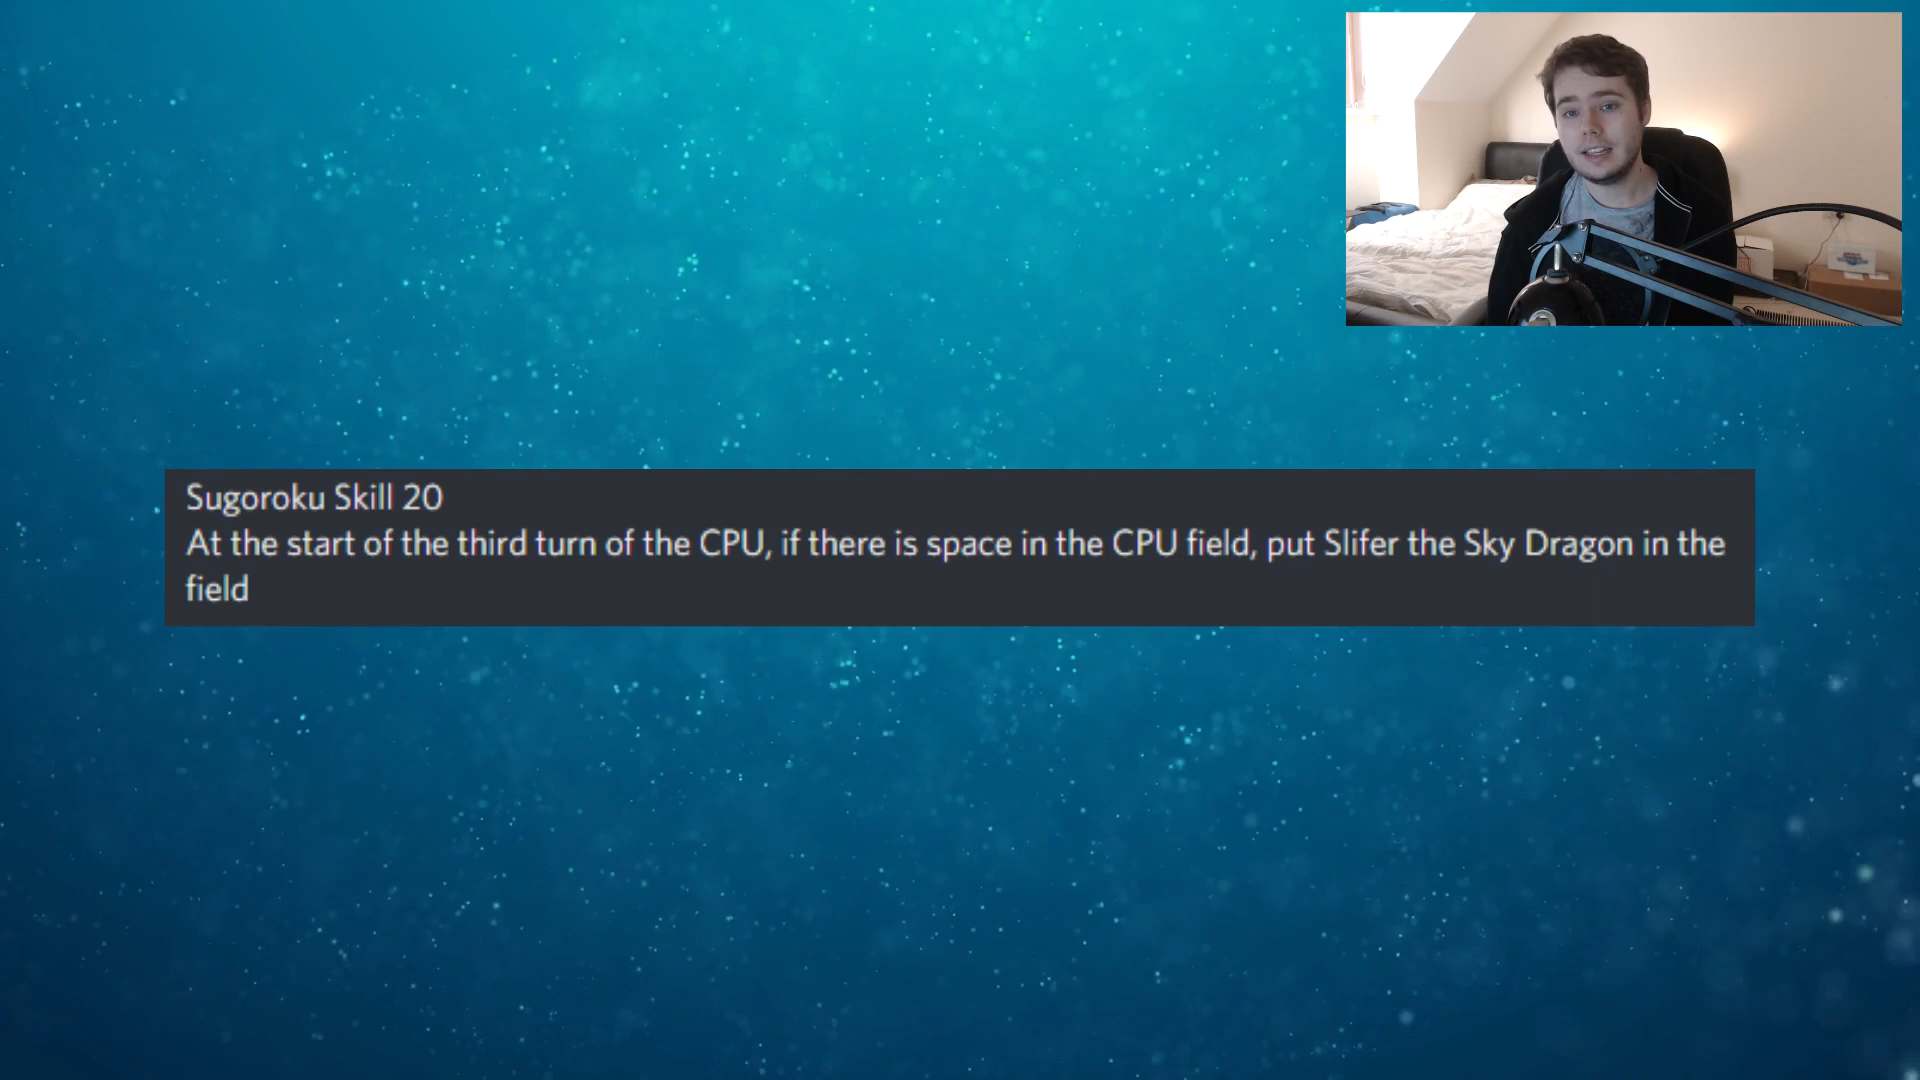 Sugoroku Skill 20
At the start of the third turn of the CPU, if there is space in the CPU field, put Slifer the Sky Dragon in the
field